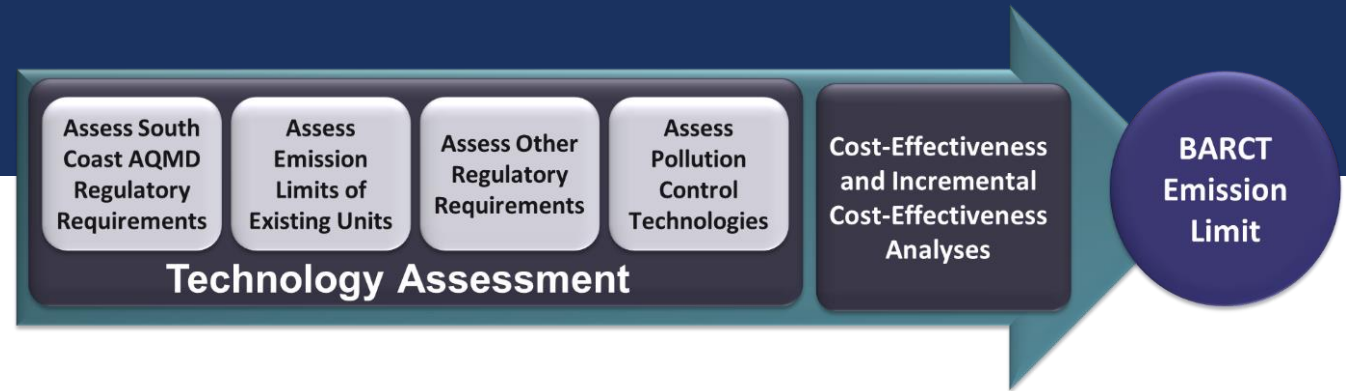 Assess South
Coast AQMD
Regulatory
Requirements
Assess
Emission
Limits of
Existing Units
Assess Other
Regulatory
Requirements
Assess
Pollution
Control
Technologies
Technology Assessment
Cost-Effectiveness
and Incremental
Cost-Effectiveness
Analyses
BARCT
Emission
Limit